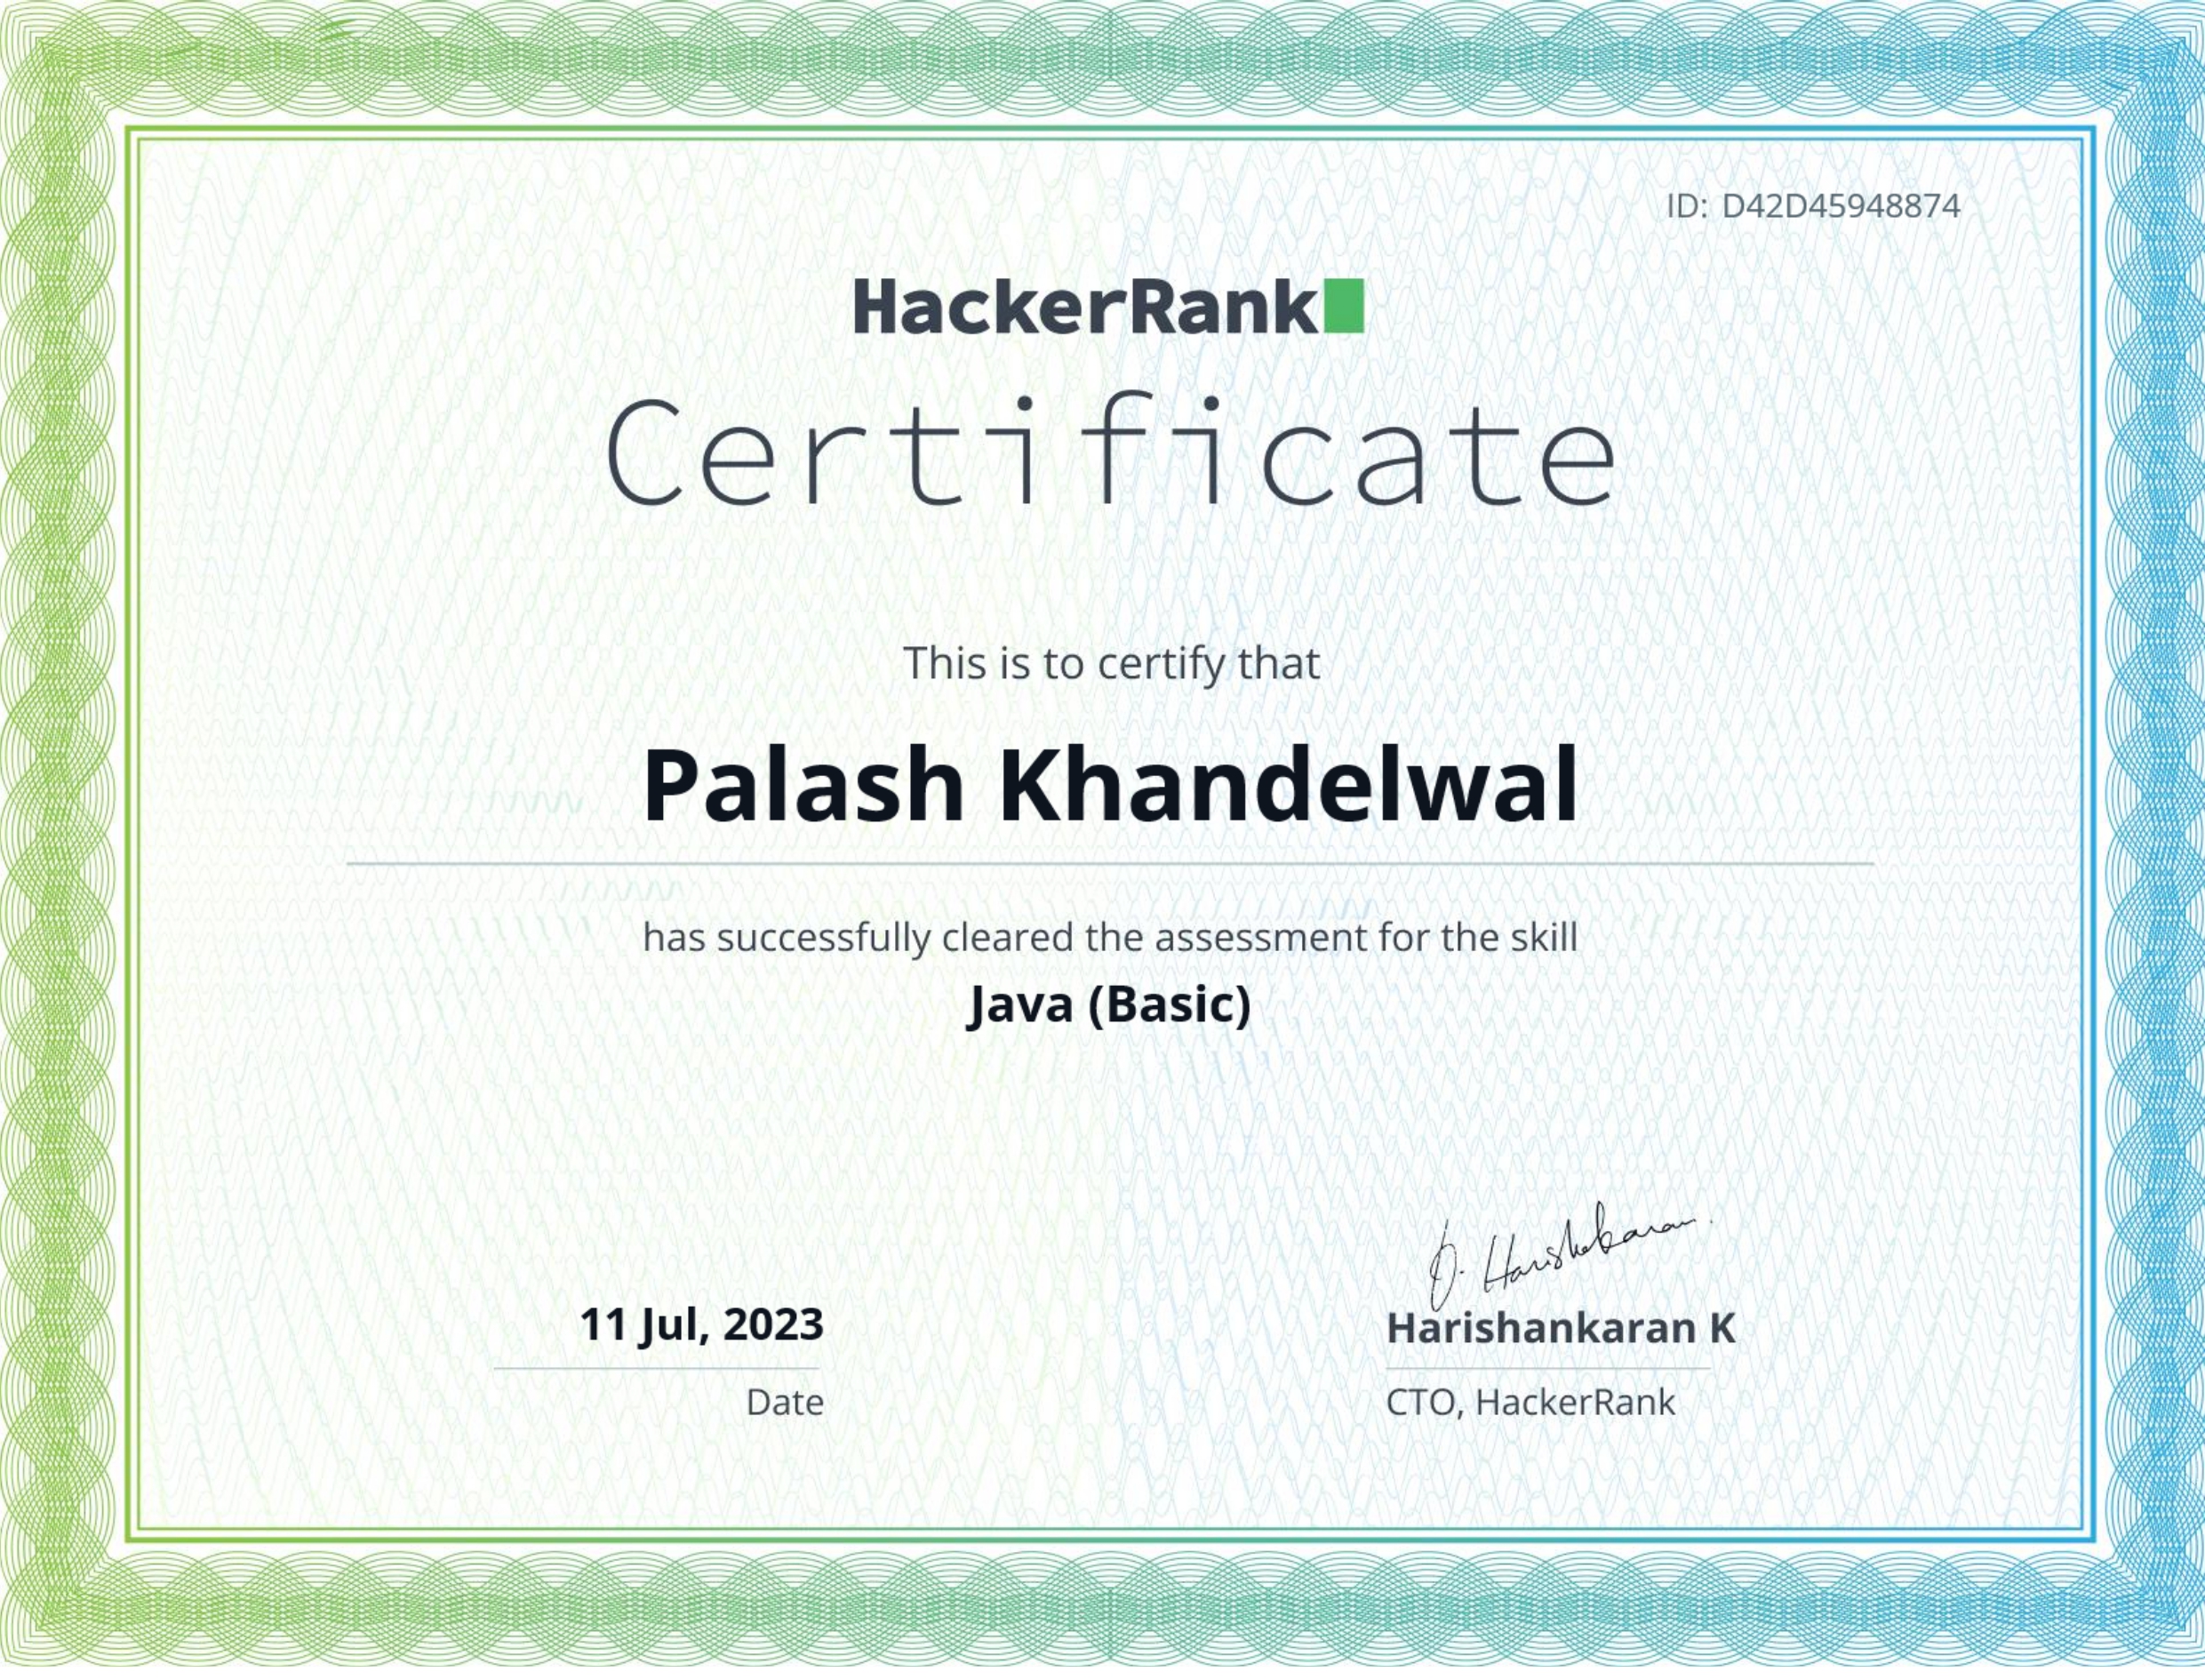 ID: D42D45948874
HackerRank
Certificate
This is to certify that
Palash Khandelwal
has successfully cleared the assessment for the skill
Java (Basic)
11 Jul, 2023
Date
Harishankaran K
CTO, HackerRank